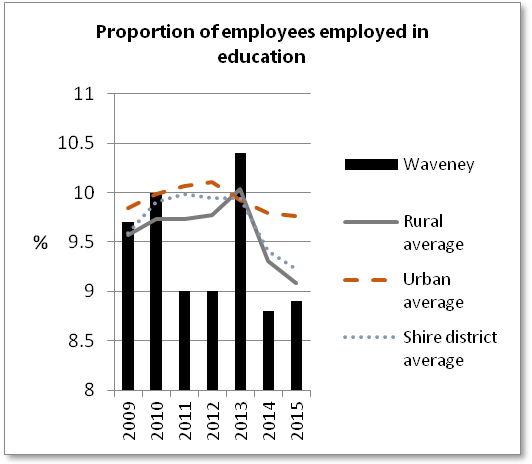 Proportion of employees employed in
education
11
10.5
10
9.5
9
8.5
8
%
2009
2010
2011
2012
2013
2014
2015
Waveney
Rural
average
Urban
average
Shire district
average